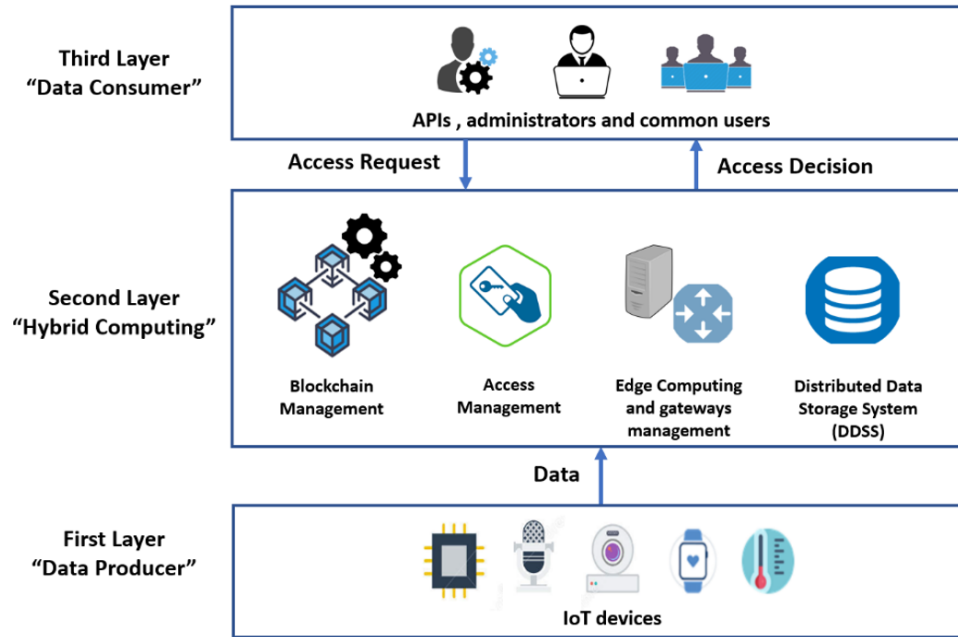 Third Layer
“Data Consumer”
APIs , administrators and common users
Access Request
Access Decision
Second Layer
“Hybrid Computing”
Blockchain
Management
Access
Management
Edge Computing
and gateways
management
Distributed Data
Storage System
(DDSS)
Data
First Layer
“Data Producer”
IoT devices